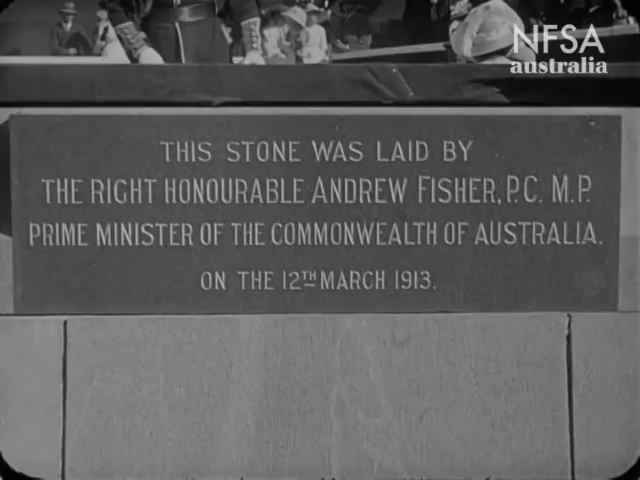 NFSA
australia
THIS STONE WAS LAID BY
THE RIGHT HONOURABLE ANDREW FISHER, P.C. M.P.
PRIME MINISTER OF THE COMMONWEALTH OF AUSTRALIA.
ON THE 12TH MARCH 1913.